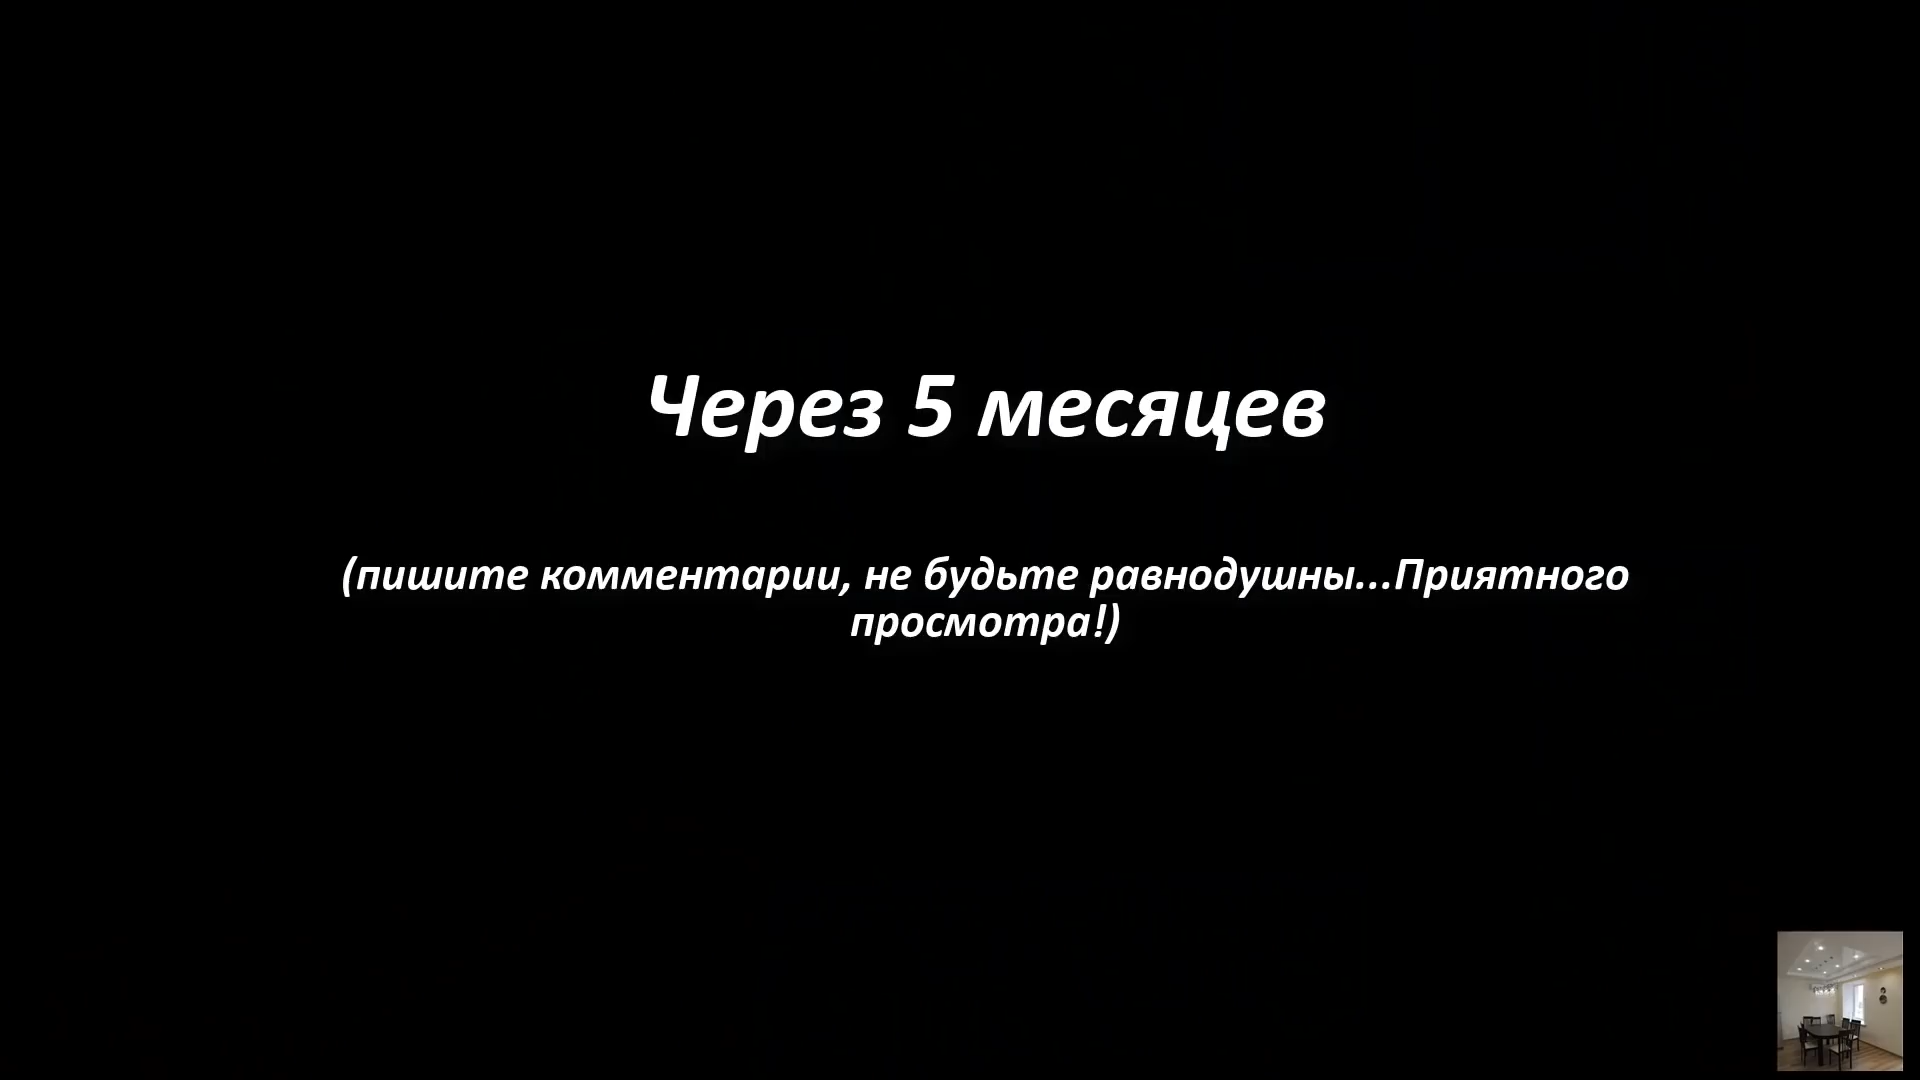 Через 5 месяцев
(пишите комментарии, не будьте равнодушны...Приятного
просмотра!)